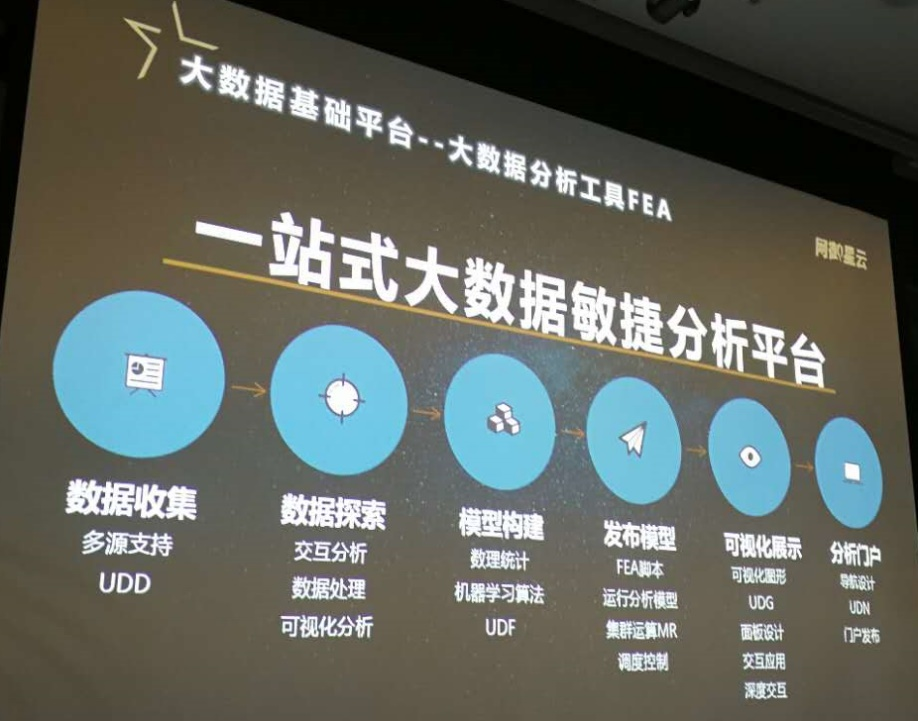 大数据基础平台--大数据分析工具FEA
网御星云
一站式大数据敏捷分析平台
数据收集
多源支持
UDD
数据探索
交互分析
数据处理
可视化分析
模型构建
数理统计
机器学习算法
UDF
发布模型
FEA脚本
运行分析模型
集群运算MR
调度控制
可视化展示
可视化图形
UDG
面板设计
交互应用
深度交互
分析门户
导航设计
UDN
门户发布